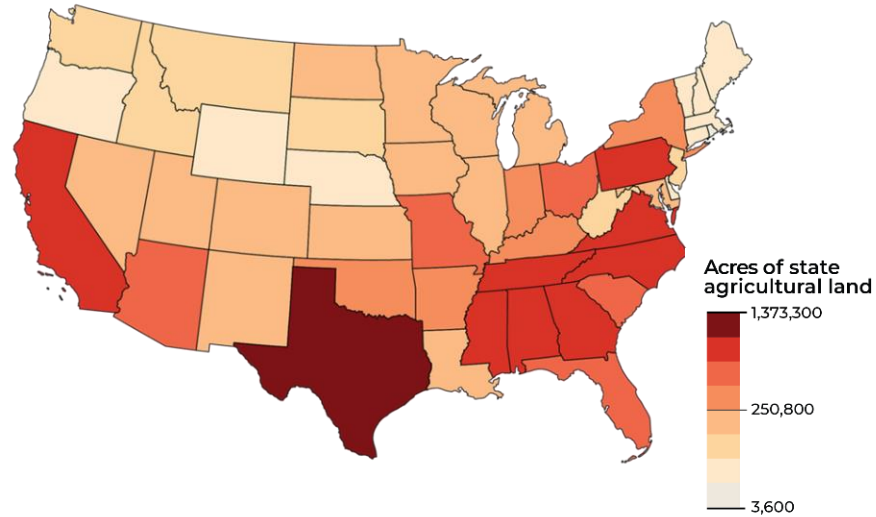 Acres of state
agricultural land
1,373,300
250,800
3,600